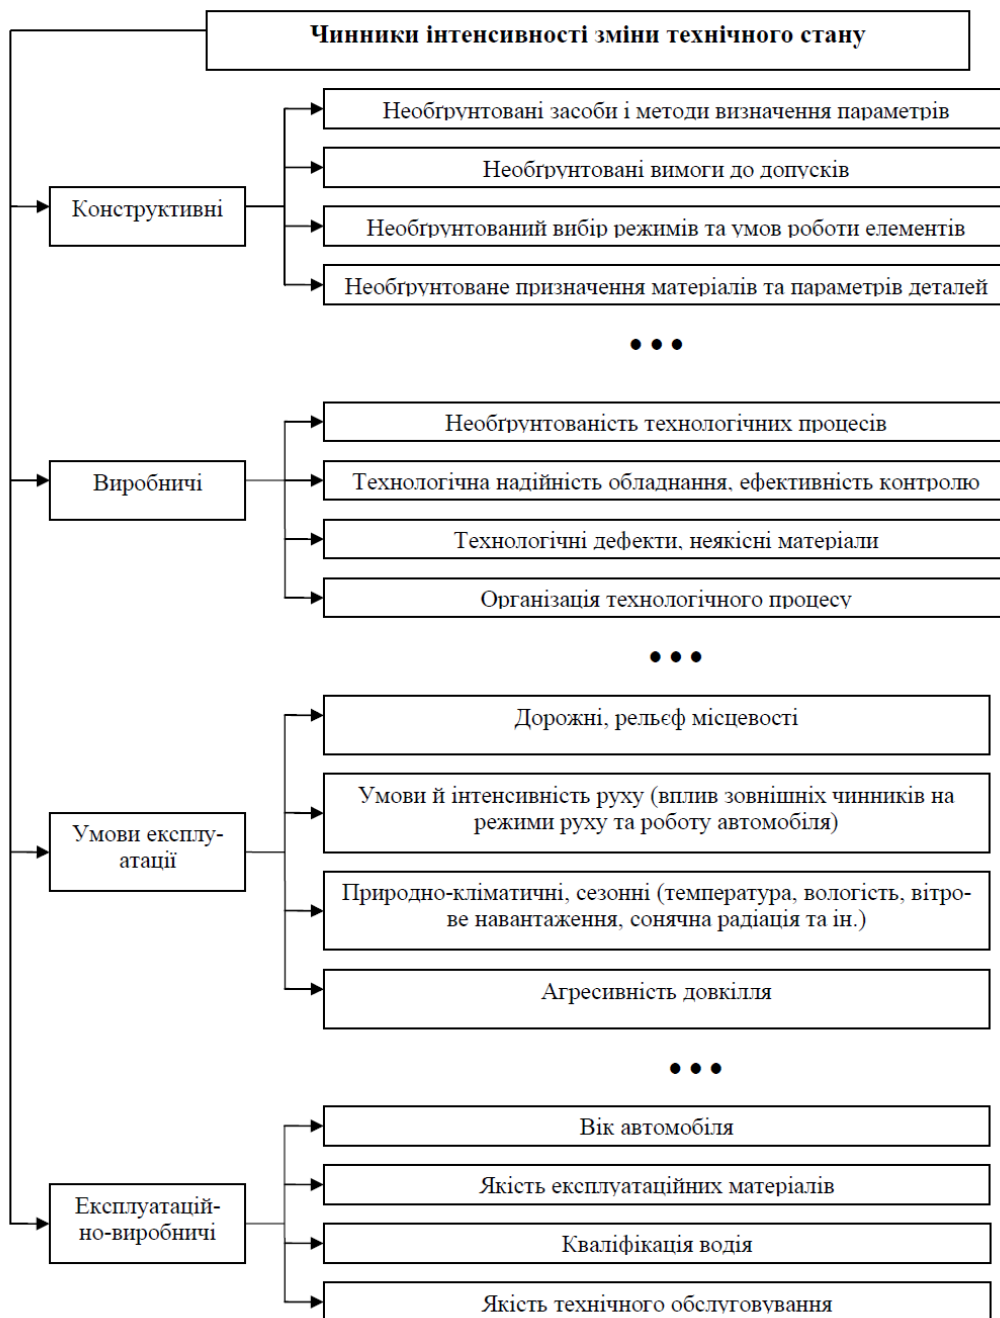 Чинники інтенсивності зміни технічного стану
Конструктивні
Необґрунтовані засоби і методи визначення параметрів
Необґрунтовані вимоги до допусків
Необґрунтований вибір режимів та умов роботи елементів
Необґрунтоване призначення матеріалів та параметрів деталей
•••
Виробничі
Необґрунтованість технологічних процесів
Технологічна надійність обладнання, ефективність контролю
Технологічні дефекти, неякісні матеріали
Організація технологічного процесу
•••
Умови експлу-
атації
Дорожні, рельєф місцевості
Умови й інтенсивність руху (вплив зовнішніх чинників на
режими руху та роботу автомобіля)
Природно-кліматичні, сезонні (температура, вологість, вітро-
ве навантаження, сонячна радіація та ін.)
Агресивність довкілля
•••
Експлуатацій-
но-виробничі
Вік автомобіля
Якість експлуатаційних матеріалів
Кваліфікація водія
Якість технічного обслуговування